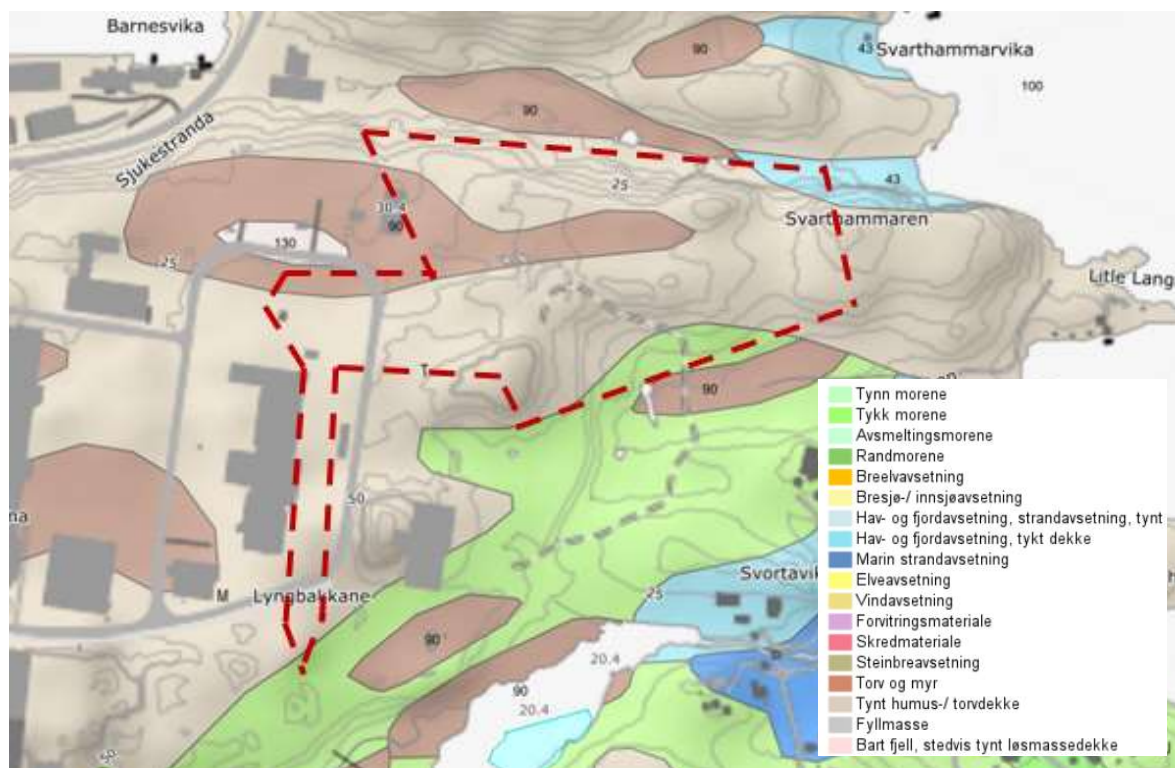 Barnesvika
90
43
Svarthammarvika
100
90
Sjukestranda
25
43
30.4
90
Svarthammaren
130
25
Litle Lang
T
90
50
na
Svortavik
M
Lyngbakkane
25
90
20.4
90
20.4
50
Tynn morene
Tykk morene
Avsmeltingsmorene
Randmorene
Breelvavsetning
Bresjø-/ innsjøavsetning
Hav- og fjordavsetning, strandavsetning, tynt
Hav- og fjordavsetning, tykt dekke
Marin strandavsetning
Elveavsetning
Vindavsetning
Forvitringsmateriale
Skredmateriale
Steinbreavsetning
Torv og myr
Tynt humus-/ torvdekke
Fyllmasse
Bart fjell, stedvis tynt løsmassedekke